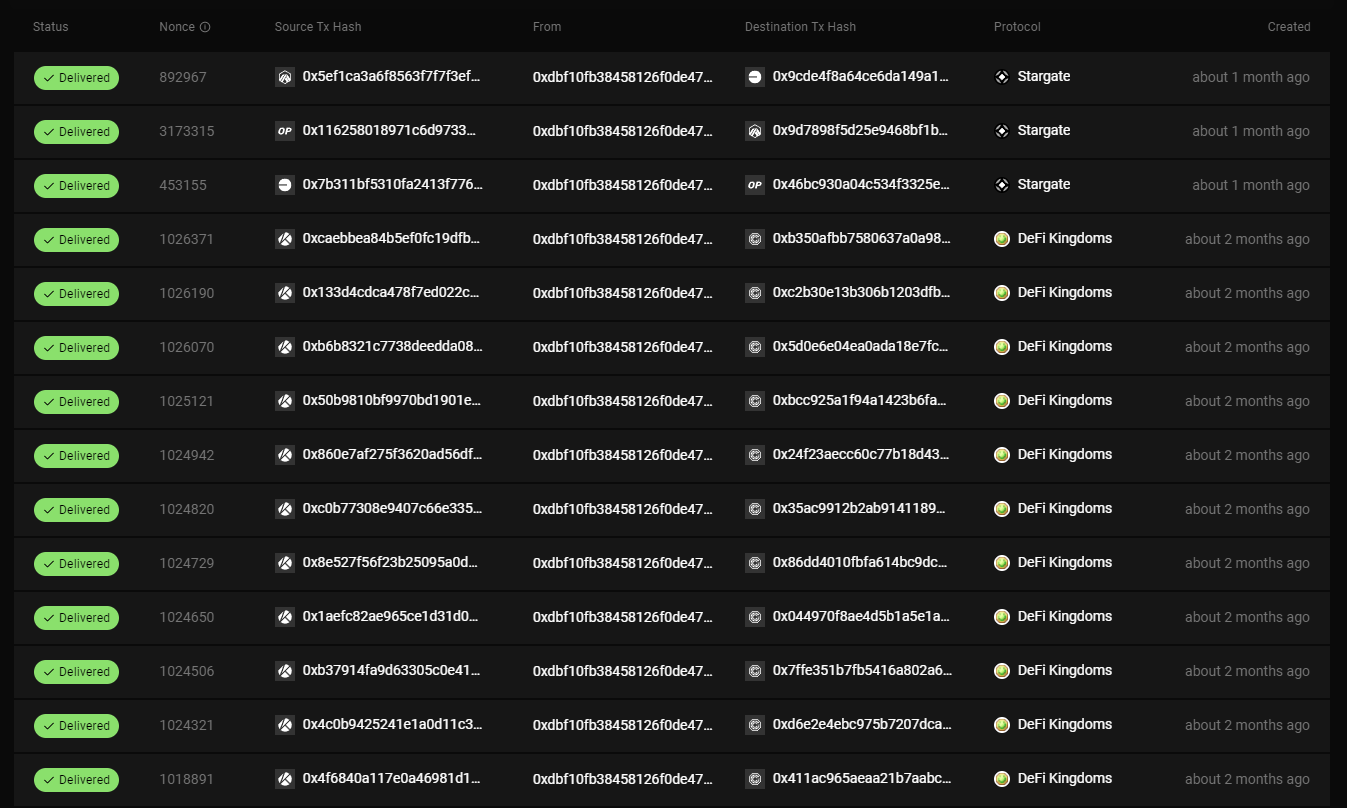 Status Nonce Source Tx Hash From Destination Tx Hash Protocol Created
Delivered 892967 0x5ef1ca3a6f8563f7f7f3ef... 0xdbf10fb38458126f0de47... 0x9cde4f8a64ce6da149a1... Stargate about 1 month ago
Delivered 3173315 OP 0x116258018971c6d9733... 0xdbf10fb38458126f0de47... 0x9d7898f5d25e9468bf1b... Stargate about 1 month ago
Delivered 453155 0x7b311bf5310fa2413f776... 0xdbf10fb38458126f0de47... OP 0x46bc930a04c534f3325e... Stargate about 1 month ago
Delivered 1026371 0xcaebbea84b5ef0fc19dfb... 0xdbf10fb38458126f0de47... 0xb350afbb7580637a0a98... DeFi Kingdoms about 2 months ago
Delivered 1026190 0x133d4cdca478f7ed022c... 0xdbf10fb38458126f0de47... 0xc2b30e13b306b1203dfb... DeFi Kingdoms about 2 months ago
Delivered 1026070 0xb6b8321c7738deedda08... 0xdbf10fb38458126f0de47... 0x5d0e6e04ea0ada18e7fc... DeFi Kingdoms about 2 months ago
Delivered 1025121 0x50b9810bf9970bd1901e... 0xdbf10fb38458126f0de47... 0xbcc925a1f94a1423b6fa... DeFi Kingdoms about 2 months ago
Delivered 1024942 0x860e7af275f3620ad56df... 0xdbf10fb38458126f0de47... 0x24f23aecc60c77b18d43... DeFi Kingdoms about 2 months ago
Delivered 1024820 0xc0b77308e9407c66e335... 0xdbf10fb38458126f0de47... 0x35ac9912b2ab9141189... DeFi Kingdoms about 2 months ago
Delivered 1024729 0x8e527f56f23b25095a0d... 0xdbf10fb38458126f0de47... 0x86dd4010fbfa614bc9dc... DeFi Kingdoms about 2 months ago
Delivered 1024650 0x1aefc82ae965ce1d31d0... 0xdbf10fb38458126f0de47... 0x044970f8ae4d5b1a5e1a... DeFi Kingdoms about 2 months ago
Delivered 1024506 0xb37914fa9d63305c0e41... 0xdbf10fb38458126f0de47... 0x7ffe351b7fb5416a802a6... DeFi Kingdoms about 2 months ago
Delivered 1024321 0x4c0b9425241e1a0d11c3... 0xdbf10fb38458126f0de47... 0xd6e2e4ebc975b7207dca... DeFi Kingdoms about 2 months ago
Delivered 1018891 0x4f6840a117e0a46981d1... 0xdbf10fb38458126f0de47... 0x411ac965aeaa21b7aabc... DeFi Kingdoms about 2 months ago